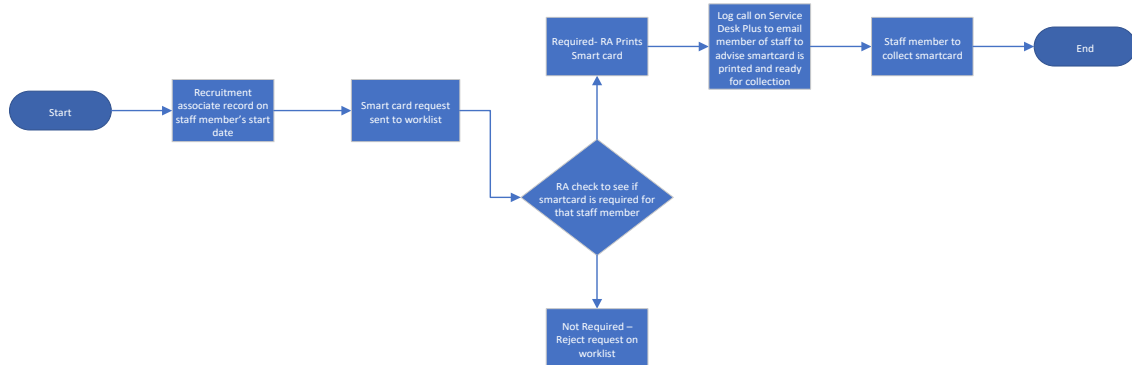 Start
Recruitment
associate record on
staff member's start
date
Smart card request
sent to worklist
RA check to see if
smartcard is required for
that staff member
Required- RA Prints
Smart card
Log call on Service
Desk Plus to email
member of staff to
advise smartcard is
printed and ready
for collection
Staff member to
collect smartcard
End
Not Required –
Reject request on
worklist